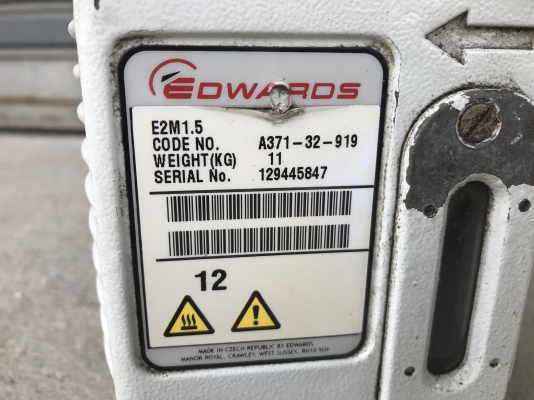 EDWARDS
E2M1.5
CODE NO. A371-32-919
WEIGHT(KG) 11
SERIAL No. 129445847
12
MADE IN CZECH REPUBLIC BY EDWARDS
MANOR ROYAL, CRAWLEY, WEST SUSSEX. RH10 9LW